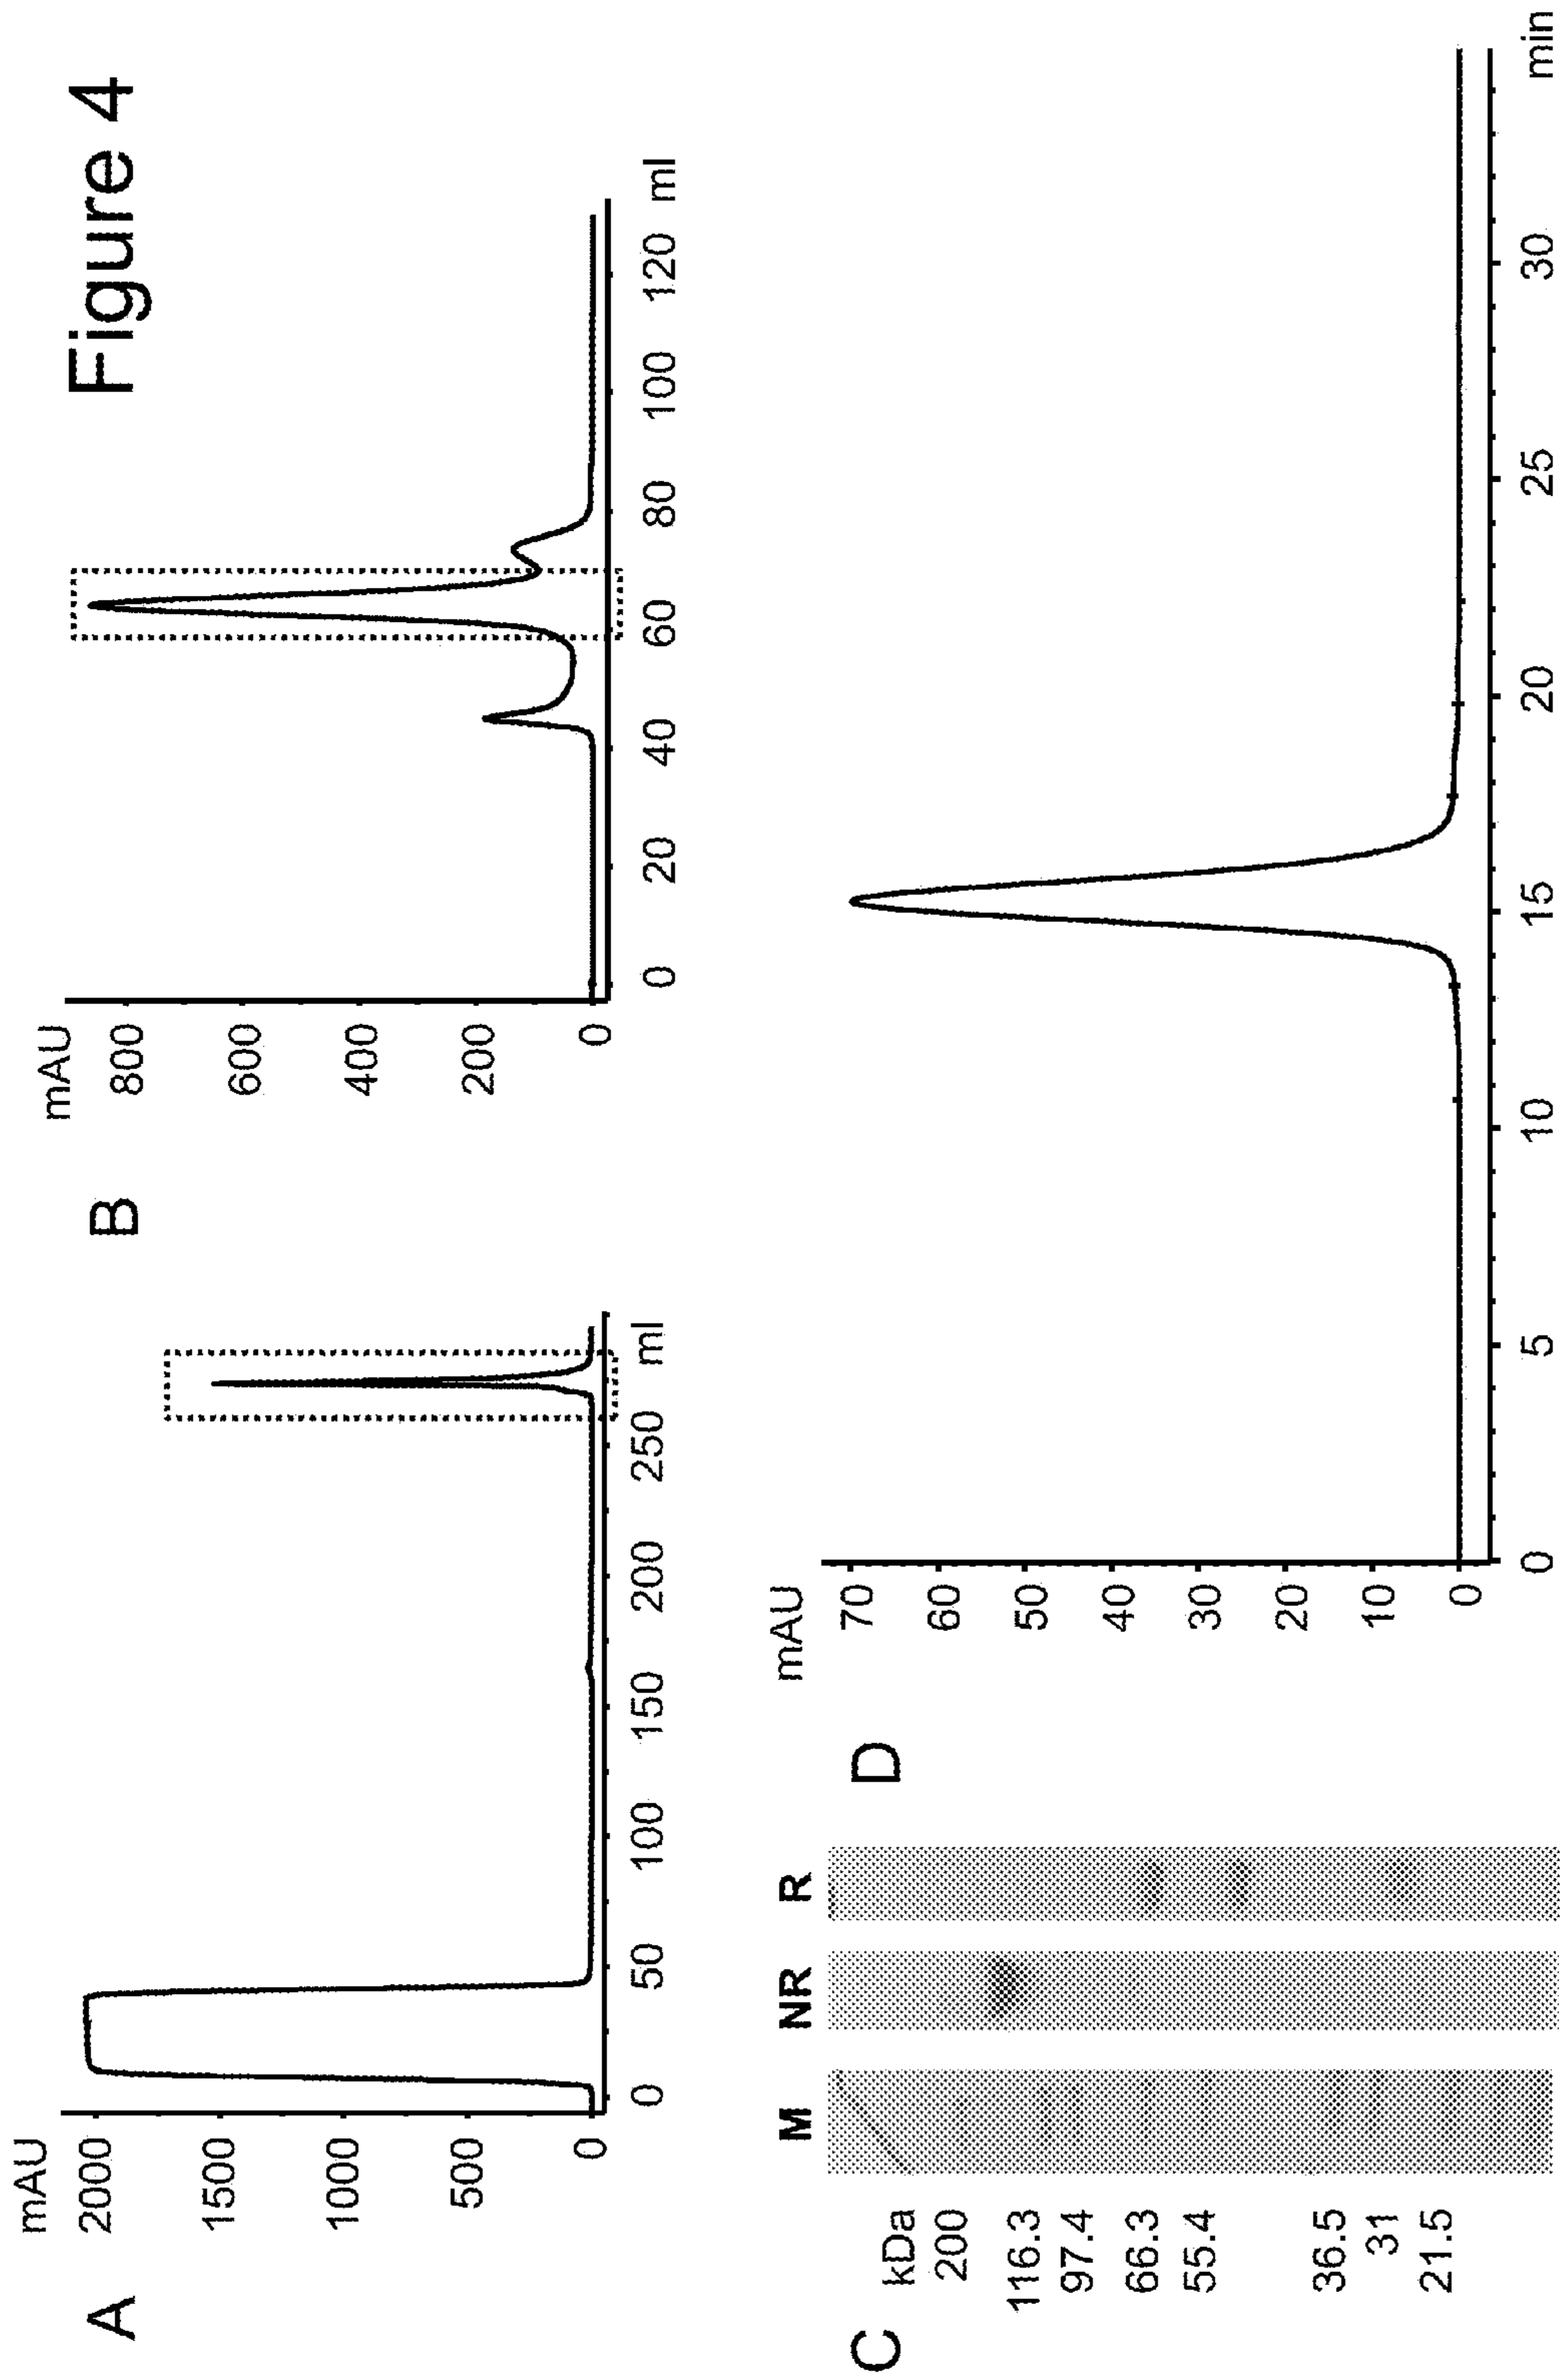 Figure 4
A
mAU
2000
1500
1000
500
0
0 50 100 150 200 250 ml
B
mAU
800
600
400
200
0
0 20 40 60 80 100 120 ml
C
kDa M NR R
200
116.3
97.4
66.3
55.4
36.5
31
21.5
D
mAU
70
60
50
40
30
20
10
0
0 5 10 15 20 25 30 min